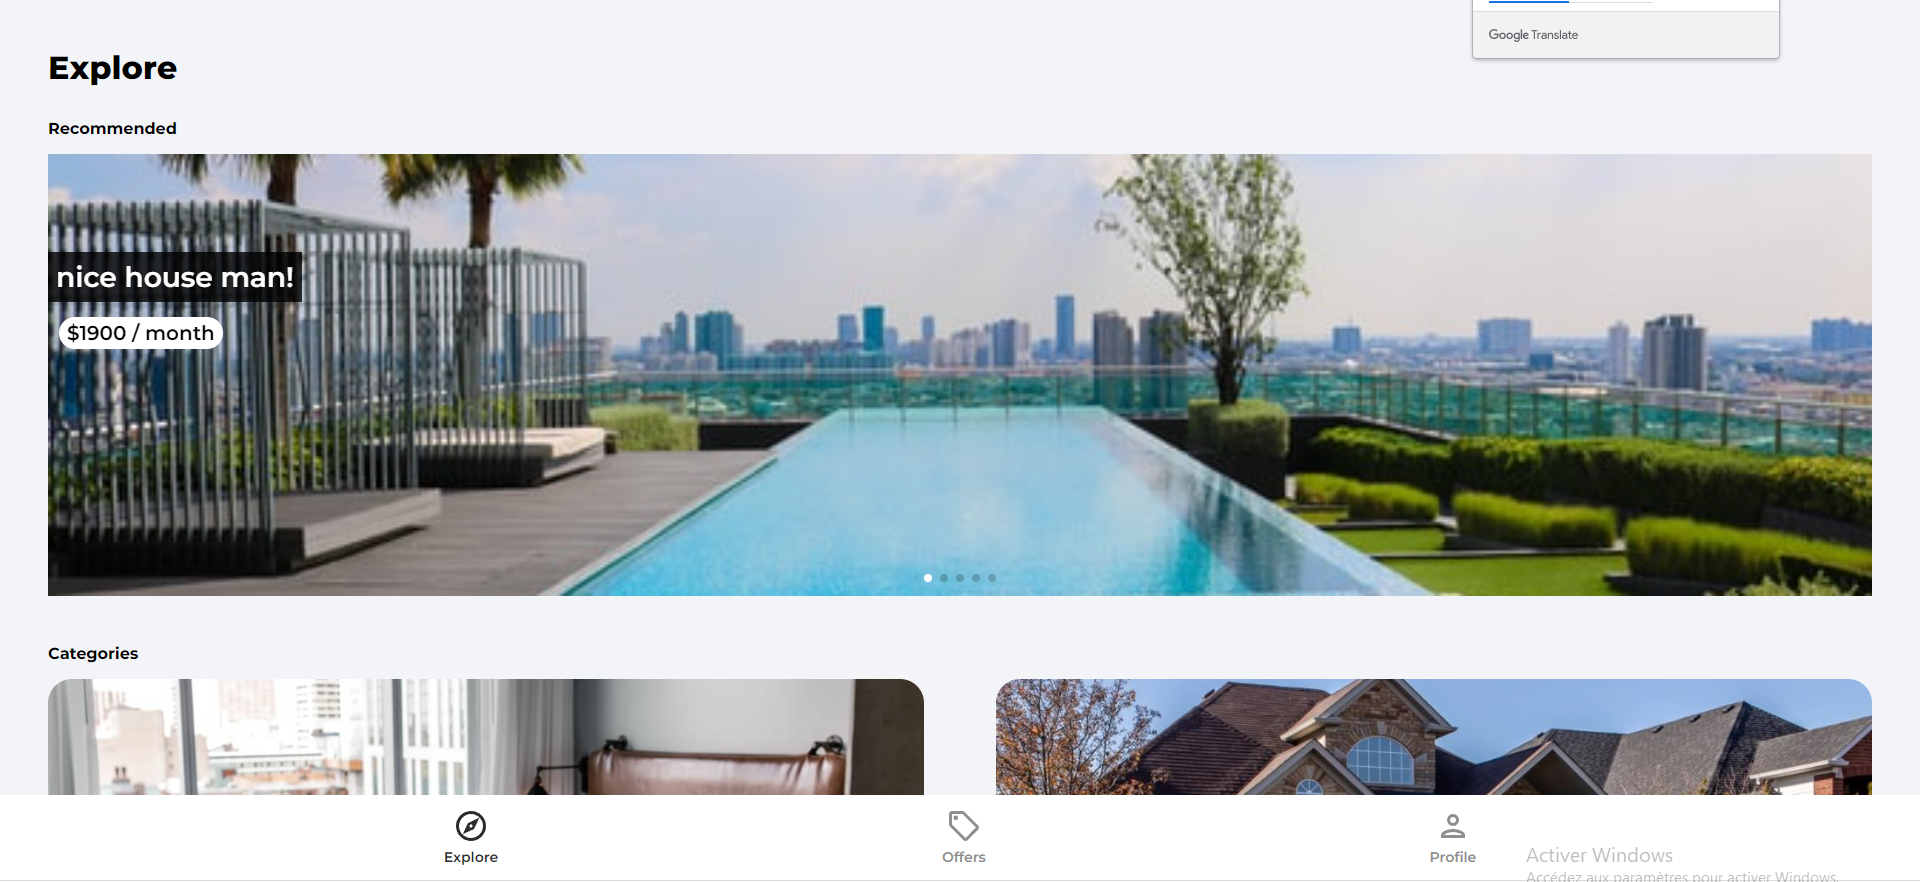 Google Translate
Explore
Recommended
nice house man!
$1900 / month
Categories
Explore
Offers
Profile
Activer Windows
Accédez aux paramètres pour activer Windows.